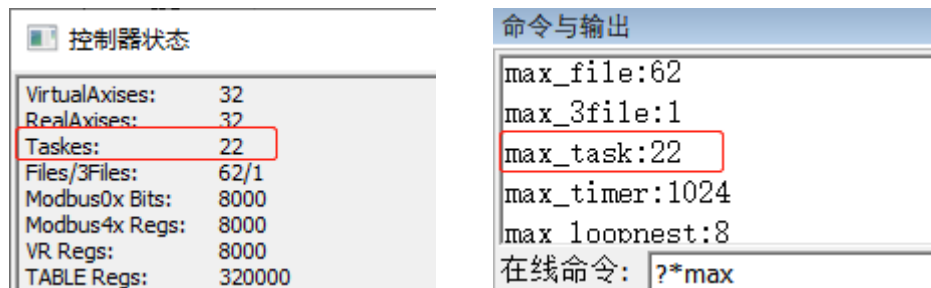 控制器状态
VirtualAxises: 32
RealAxises: 32
Taskes: 22
Files/3Files: 62/1
Modbus0x Bits: 8000
Modbus4x Regs: 8000
VR Regs: 8000
TABLE Regs: 320000
命令与输出
max_file:62
max_3file:1
max_task:22
max_timer:1024
max_loopnest:8
在线命令: ?*max